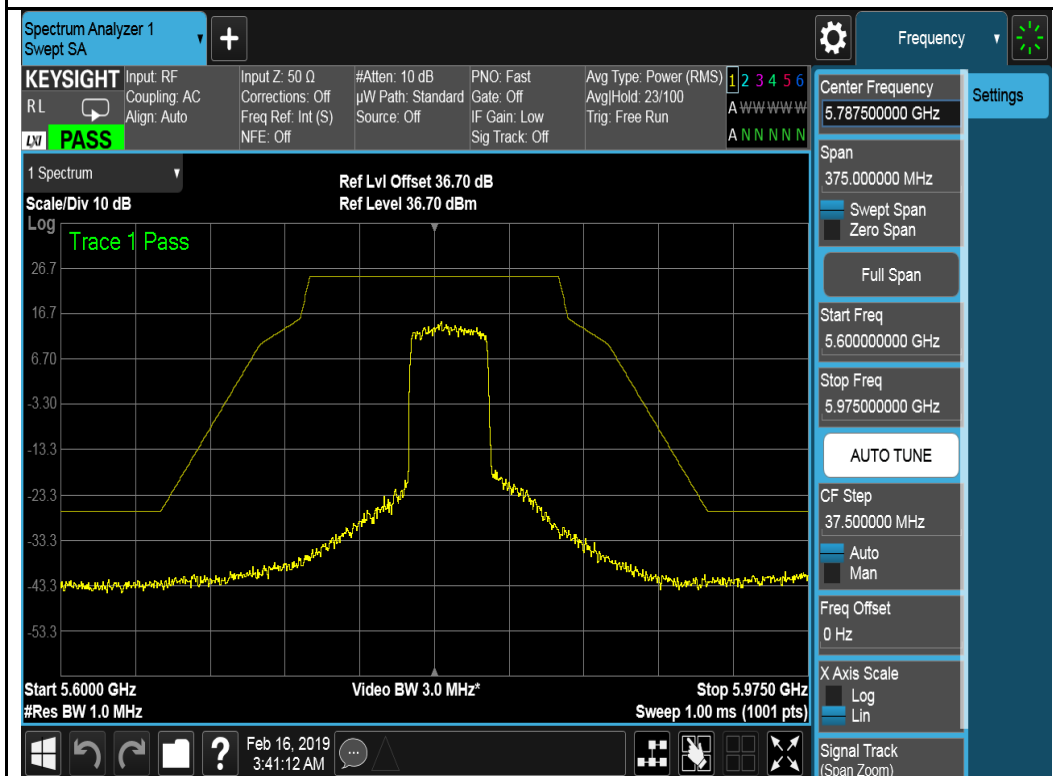 Spectrum Analyzer 1
Swept SA
+
Frequency
KEYSIGHT
RL
LXI
PASS
Input: RF
Coupling: AC
Align: Auto
Input Z: 50 Ω
Corrections: Off
Freq Ref: Int (S)
NFE: Off
#Atten: 10 dB
µW Path: Standard
Source: Off
PNO: Fast
Gate: Off
IF Gain: Low
Sig Track: Off
Avg Type: Power (RMS)
Avg|Hold: 23/100
Trig: Free Run
1 2 3 4 5 6
A W W W W W
A N N N N N
1 Spectrum
Scale/Div 10 dB
Ref Lvl Offset 36.70 dB
Ref Level 36.70 dBm
Log
Trace 1 Pass
26.7
16.7
6.70
-3.30
-13.3
-23.3
-33.3
-43.3
-53.3
Start 5.6000 GHz
#Res BW 1.0 MHz
Video BW 3.0 MHz*
Stop 5.9750 GHz
Sweep 1.00 ms (1001 pts)
Center Frequency
5.787500000 GHz
Span
375.000000 MHz
Swept Span
Zero Span
Full Span
Start Freq
5.600000000 GHz
Stop Freq
5.975000000 GHz
AUTO TUNE
CF Step
37.500000 MHz
Auto
Man
Freq Offset
0 Hz
X Axis Scale
Log
Lin
Signal Track
(Span Zoom)
Settings
?
Feb 16, 2019
3:41:12 AM